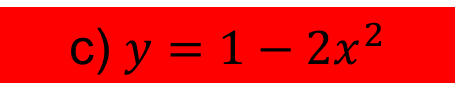 c) y = 1 − 2x²